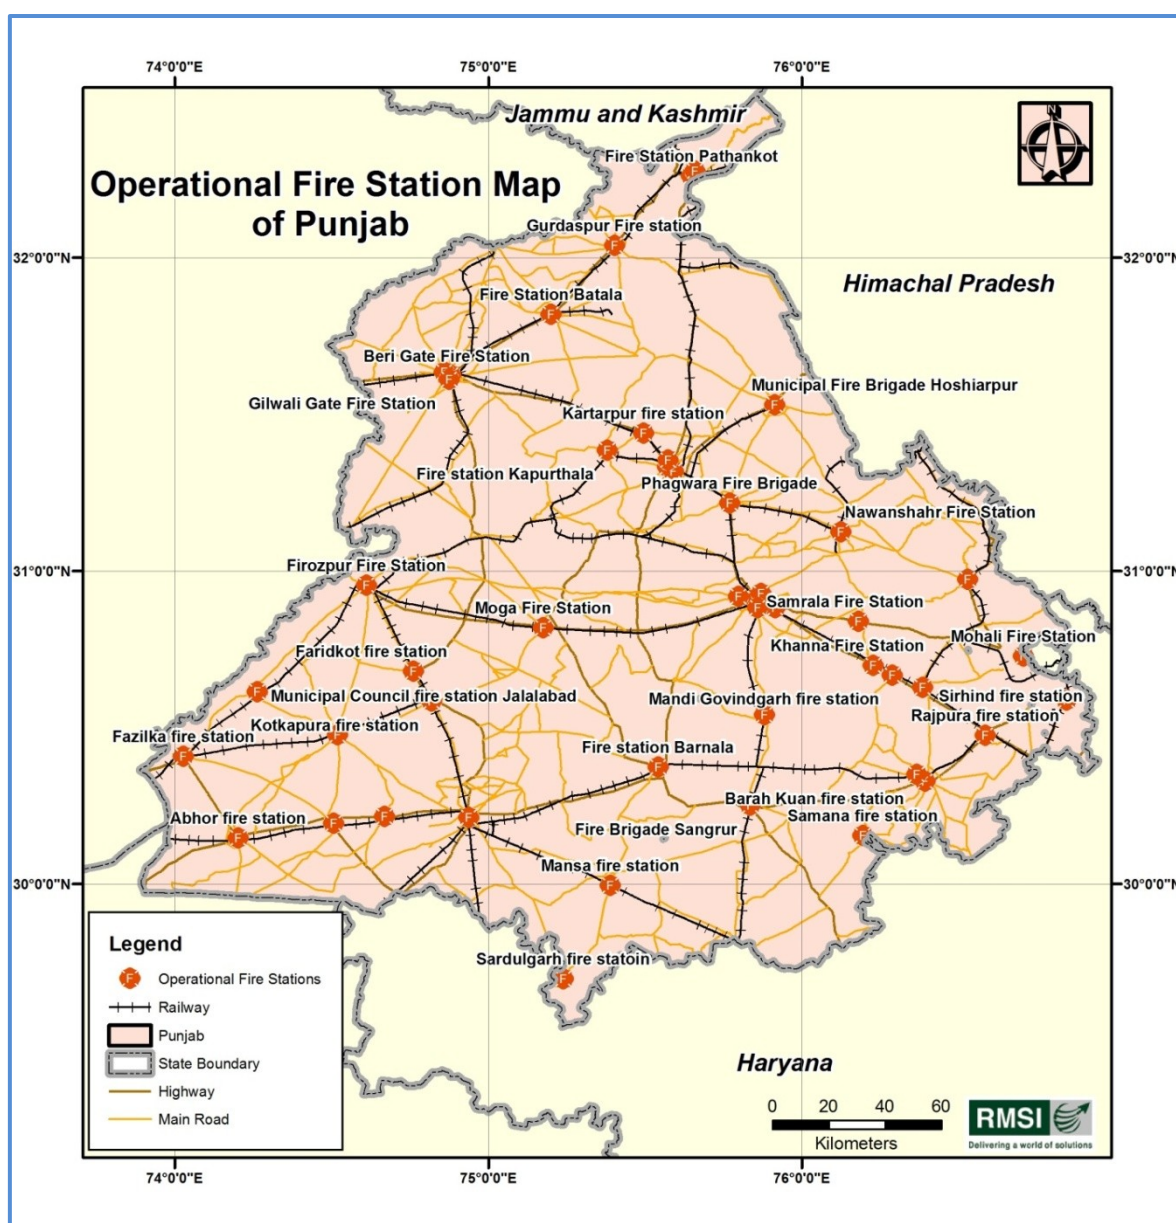 74°0'0"E 75°0'0"E 76°0'0"E
Jammu and Kashmir
N
Fire Station Pathankot
Operational Fire Station Map
of Punjab
Gurdaspur Fire station
32°0'0"N 32°0'0"N
Himachal Pradesh
Fire Station Batala
Beri Gate Fire Station
Municipal Fire Brigade Hoshiarpur
Gilwali Gate Fire Station
Kartarpur fire station
Fire station Kapurthala
Phagwara Fire Brigade
Nawanshahr Fire Station
Firozpur Fire Station
31°0'0"N 31°0'0"N
Moga Fire Station
Samrala Fire Station
Mohali Fire Station
Khanna Fire Station
Faridkot fire station
Municipal Council fire station Jalalabad
Mandi Govindgarh fire station
Sirhind fire station
Rajpura fire station
Kotkapura fire station
Fazilka fire station
Fire station Barnala
Barah Kuan fire station
Samana fire station
Abhor fire station
Fire Brigade Sangrur
Mansa fire station
30°0'0"N 30°0'0"N
Sardulgarh fire statoin
Legend
F Operational Fire Stations
Railway
Punjab
State Boundary
Highway
Main Road
Haryana
0 20 40 60
Kilometers
RMSI
Delivering a world of solutions
74°0'0"E 75°0'0"E 76°0'0"E